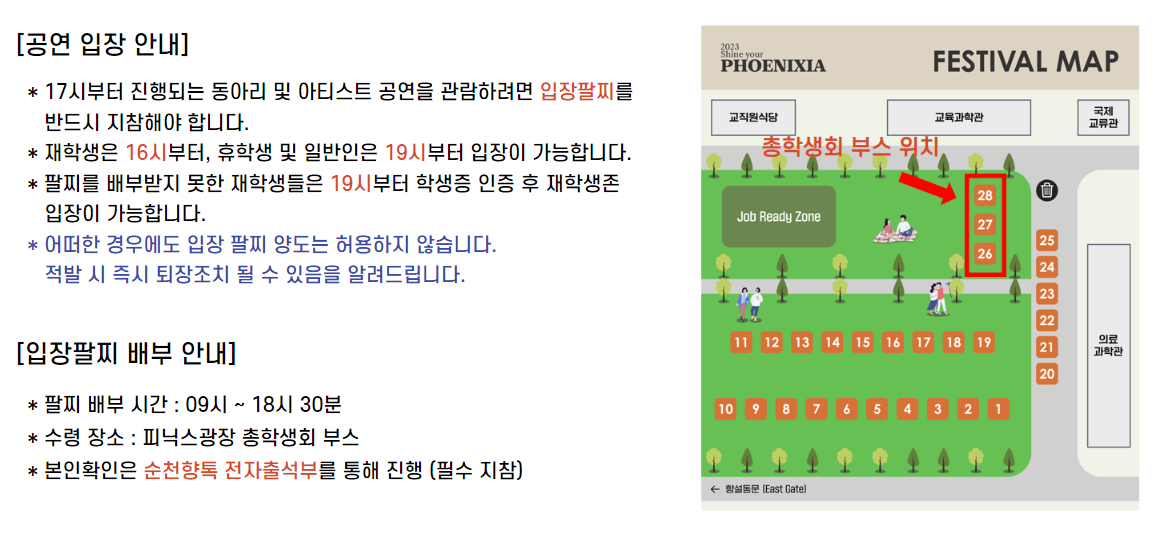 [공연 입장 안내]
* 17시부터 진행되는 동아리 및 아티스트 공연을 관람하려면 입장팔찌를
반드시 지참해야 합니다.
* 재학생은 16시부터, 휴학생 및 일반인은 19시부터 입장이 가능합니다.
* 팔찌를 배부받지 못한 재학생들은 19시부터 학생증 인증 후 재학생존
입장이 가능합니다.
* 어떠한 경우에도 입장 팔찌 양도는 허용하지 않습니다.
적발 시 즉시 퇴장조치 될 수 있음을 알려드립니다.
[입장팔찌 배부 안내]
* 팔찌 배부 시간 : 09시 ~ 18시 30분
* 수령 장소 : 피닉스광장 총학생회 부스
* 본인확인은 순천향톡 전자출석부를 통해 진행 (필수 지참)
2023
Shine your
PHOENIXIA
FESTIVAL MAP
교직원식당
교육과학관
국제
교류관
총학생회 부스 위치
Job Ready Zone
28
27
26
25
24
23
22
21
20
의료
과학관
11 12 13 14 15 16 17 18 19
10 9 8 7 6 5 4 3 2 1
← 향설동문 (East Gate)